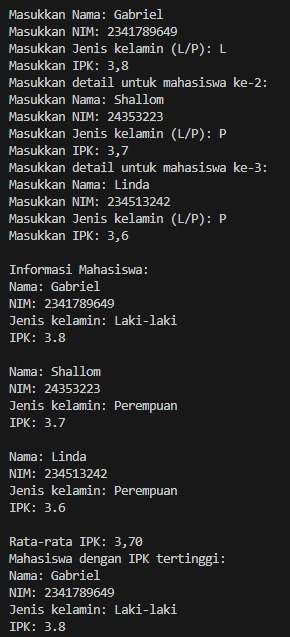 Masukkan Nama: Gabriel
Masukkan NIM: 2341789649
Masukkan Jenis kelamin (L/P): L
Masukkan IPK: 3,8
Masukkan detail untuk mahasiswa ke-2:
Masukkan Nama: Shallom
Masukkan NIM: 24353223
Masukkan Jenis kelamin (L/P): P
Masukkan IPK: 3,7
Masukkan detail untuk mahasiswa ke-3:
Masukkan Nama: Linda
Masukkan NIM: 234513242
Masukkan Jenis kelamin (L/P): P
Masukkan IPK: 3,6
Informasi Mahasiswa:
Nama: Gabriel
NIM: 2341789649
Jenis kelamin: Laki-laki
IPK: 3.8
Nama: Shallom
NIM: 24353223
Jenis kelamin: Perempuan
IPK: 3.7
Nama: Linda
NIM: 234513242
Jenis kelamin: Perempuan
IPK: 3.6
Rata-rata IPK: 3,70
Mahasiswa dengan IPK tertinggi:
Nama: Gabriel
NIM: 2341789649
Jenis kelamin: Laki-laki
IPK: 3.8